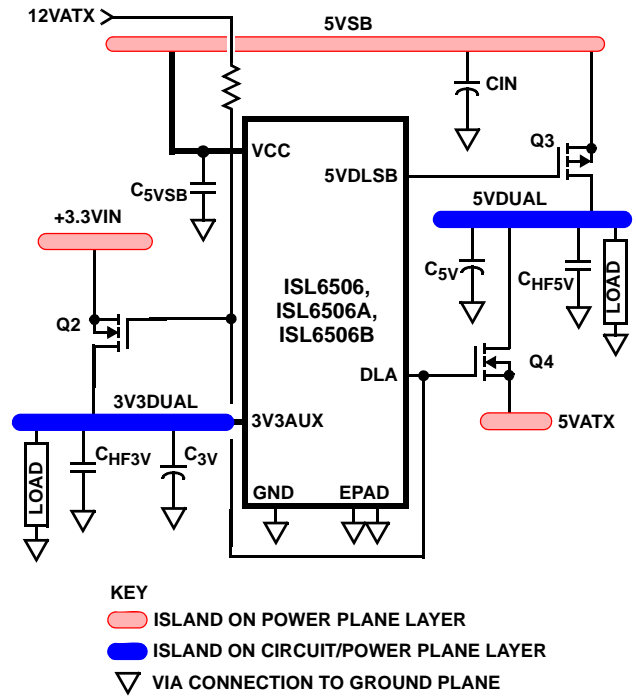 12VATX
5VSB
CIN
Q3
VCC
5VDLSB
C5VSB
+3.3VIN
5VDUAL
C5V
CHF5V
LOAD
ISL6506,
ISL6506A,
ISL6506B
Q2
DLA
Q4
3V3DUAL
3V3AUX
5VATX
CHF3V
C3V
LOAD
GND
EPAD
KEY
ISLAND ON POWER PLANE LAYER
ISLAND ON CIRCUIT/POWER PLANE LAYER
VIA CONNECTION TO GROUND PLANE